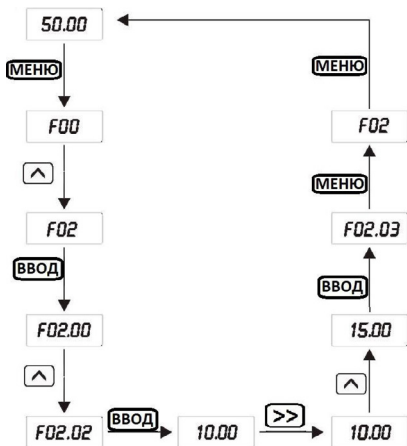 50.00
МЕНЮ
F00
^
F02
ВВОД
F02.00
^
F02.02
ВВОД
10.00
>>
10.00
^
15.00
ВВОД
F02.03
МЕНЮ
F02
МЕНЮ